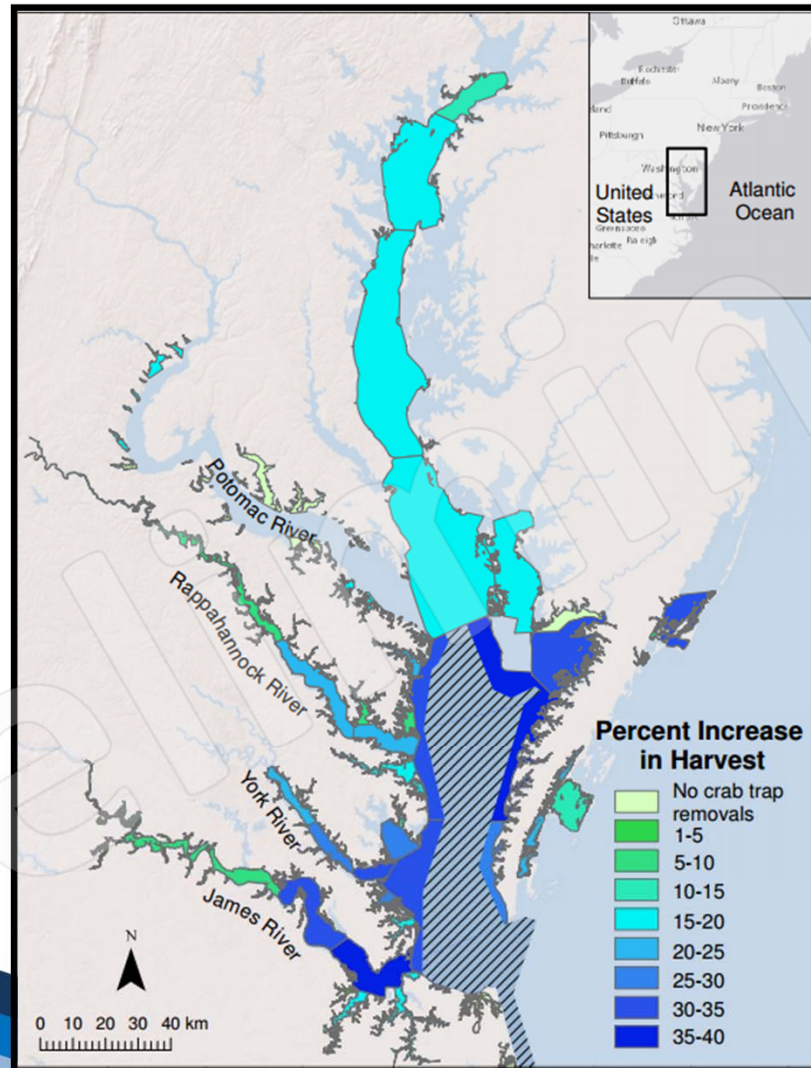 Ottawa
Rochester
Buffalo
Albany
Boston
Providence
Pittsburgh
New York
Washington
United
States
Atlantic
Ocean
Greensboro
Raleigh
Potomac River
Rappahannock River
York River
James River
Percent Increase
in Harvest
No crab trap
removals
1-5
5-10
10-15
15-20
20-25
25-30
30-35
35-40
N
0 10 20 30 40 km